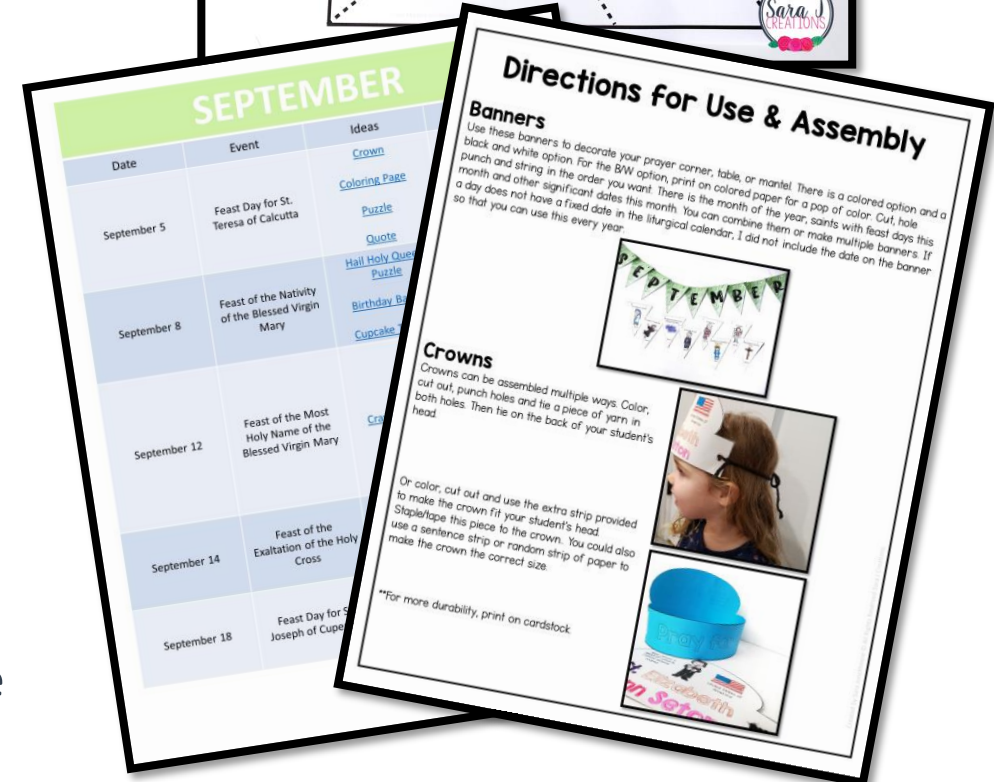 Sara J
CREATIONS
SEPTEMBER
Date Event Ideas
September 5
Feast Day for St.
Teresa of Calcutta
Crown
Coloring Page
Puzzle
Quote
September 8
Feast of the Nativity
of the Blessed Virgin
Mary
Hail Holy Quee
Puzzle
Birthday Ba
Cupcake T
September 12
Feast of the Most
Holy Name of the
Blessed Virgin Mary
Cra
September 14
Feast of the
Exaltation of the Holy
Cross
September 18
Feast Day for S
Joseph of Cupe
Directions for Use & Assembly
Banners
Use these banners to decorate your prayer corner, table, or mantel. There is a colored option and a
black and white option. For the B/W option, print on colored paper for a pop of color. Cut, hole
punch and string in the order you want. There is the month of the year, saints with feast days this
month and other significant dates this month. You can combine them or make multiple banners. If
a day does not have a fixed date in the liturgical calendar, I did not include the date on the banner
so that you can use this every year.
SEPTEMBER
Crowns
Crowns can be assembled multiple ways. Color,
cut out, punch holes and tie a piece of yarn in
both holes. Then tie on the back of your student's
head.
Or color, cut out and use the extra strip provided
to make the crown fit your student's head.
Staple/tape this piece to the crown. You could also
use a sentence strip or random strip of paper to
make the crown the correct size.
**For more durability, print on cardstock.
eth
ton
Pray for
Elizabeth
nn Seton
e